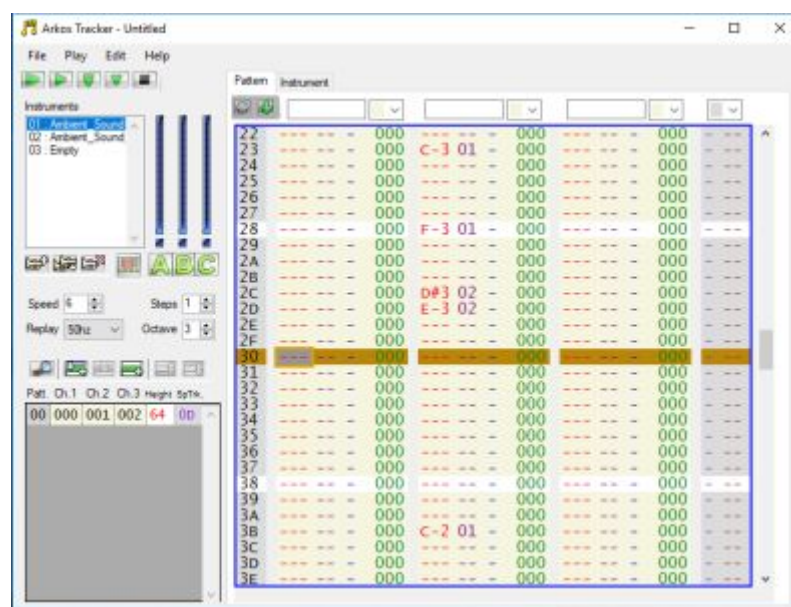 Arkos Tracker - Untitled
File Play Edit Help
Pattern Instrument
Instruments
01 : Ambient_Sound
02 : Ambient_Sound
03 : Empty
A B C
Speed 6 Steps 1
Replay 50hz Octave 3
Patt. Ch.1 Ch.2 Ch.3 Height SpTrk.
00 000 001 002 64 0D
22 --- -- - 000 --- -- - 000 --- -- - 000 - --
23 --- -- - 000 C-3 01 - 000 --- -- - 000 - --
24 --- -- - 000 --- -- - 000 --- -- - 000 - --
25 --- -- - 000 --- -- - 000 --- -- - 000 - --
26 --- -- - 000 --- -- - 000 --- -- - 000 - --
27 --- -- - 000 --- -- - 000 --- -- - 000 - --
28 --- -- - 000 F-3 01 - 000 --- -- - 000 - --
29 --- -- - 000 --- -- - 000 --- -- - 000 - --
2A --- -- - 000 --- -- - 000 --- -- - 000 - --
2B --- -- - 000 --- -- - 000 --- -- - 000 - --
2C --- -- - 000 D#3 02 - 000 --- -- - 000 - --
2D --- -- - 000 E-3 02 - 000 --- -- - 000 - --
2E --- -- - 000 --- -- - 000 --- -- - 000 - --
2F --- -- - 000 --- -- - 000 --- -- - 000 - --
30 --- -- - 000 --- -- - 000 --- -- - 000 - --
31 --- -- - 000 --- -- - 000 --- -- - 000 - --
32 --- -- - 000 --- -- - 000 --- -- - 000 - --
33 --- -- - 000 --- -- - 000 --- -- - 000 - --
34 --- -- - 000 --- -- - 000 --- -- - 000 - --
35 --- -- - 000 --- -- - 000 --- -- - 000 - --
36 --- -- - 000 --- -- - 000 --- -- - 000 - --
37 --- -- - 000 --- -- - 000 --- -- - 000 - --
38 --- -- - 000 --- -- - 000 --- -- - 000 - --
39 --- -- - 000 --- -- - 000 --- -- - 000 - --
3A --- -- - 000 --- -- - 000 --- -- - 000 - --
3B --- -- - 000 C-2 01 - 000 --- -- - 000 - --
3C --- -- - 000 --- -- - 000 --- -- - 000 - --
3D --- -- - 000 --- -- - 000 --- -- - 000 - --
3E --- -- - 000 --- -- - 000 --- -- - 000 - --